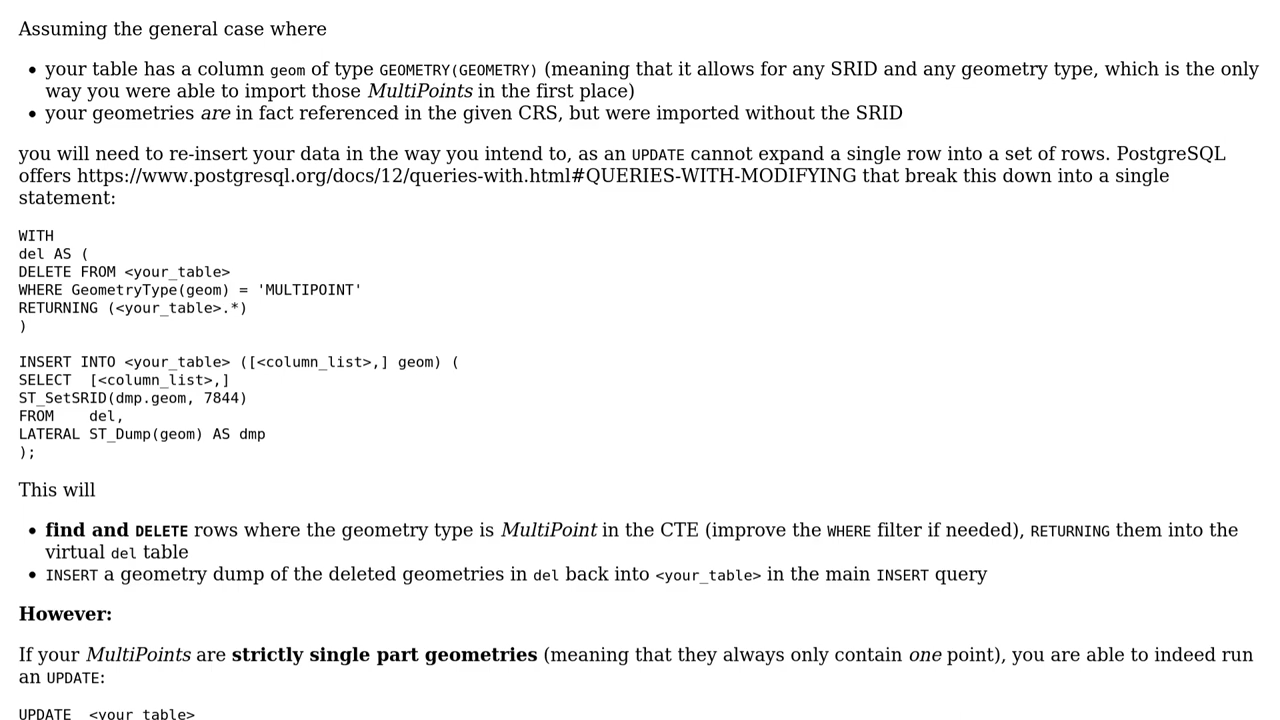 Assuming the general case where
• your table has a column geom of type GEOMETRY(GEOMETRY) (meaning that it allows for any SRID and any geometry type, which is the only
way you were able to import those MultiPoints in the first place)
• your geometries are in fact referenced in the given CRS, but were imported without the SRID
you will need to re-insert your data in the way you intend to, as an UPDATE cannot expand a single row into a set of rows. PostgreSQL
offers https://www.postgresql.org/docs/12/queries-with.html#QUERIES-WITH-MODIFYING that break this down into a single
statement:
WITH
del AS (
DELETE FROM <your_table>
WHERE GeometryType(geom) = 'MULTIPOINT'
RETURNING (<your_table>.*)
)
INSERT INTO <your_table> ([<column_list>,] geom) (
SELECT  [<column_list>,]
ST_SetSRID(dmp.geom, 7844)
FROM    del,
LATERAL ST_Dump(geom) AS dmp
);
This will
• find and DELETE rows where the geometry type is MultiPoint in the CTE (improve the WHERE filter if needed), RETURNING them into the
virtual del table
• INSERT a geometry dump of the deleted geometries in del back into <your_table> in the main INSERT query
However:
If your MultiPoints are strictly single part geometries (meaning that they always only contain one point), you are able to indeed run
an UPDATE:
UPDATE  <your_table>